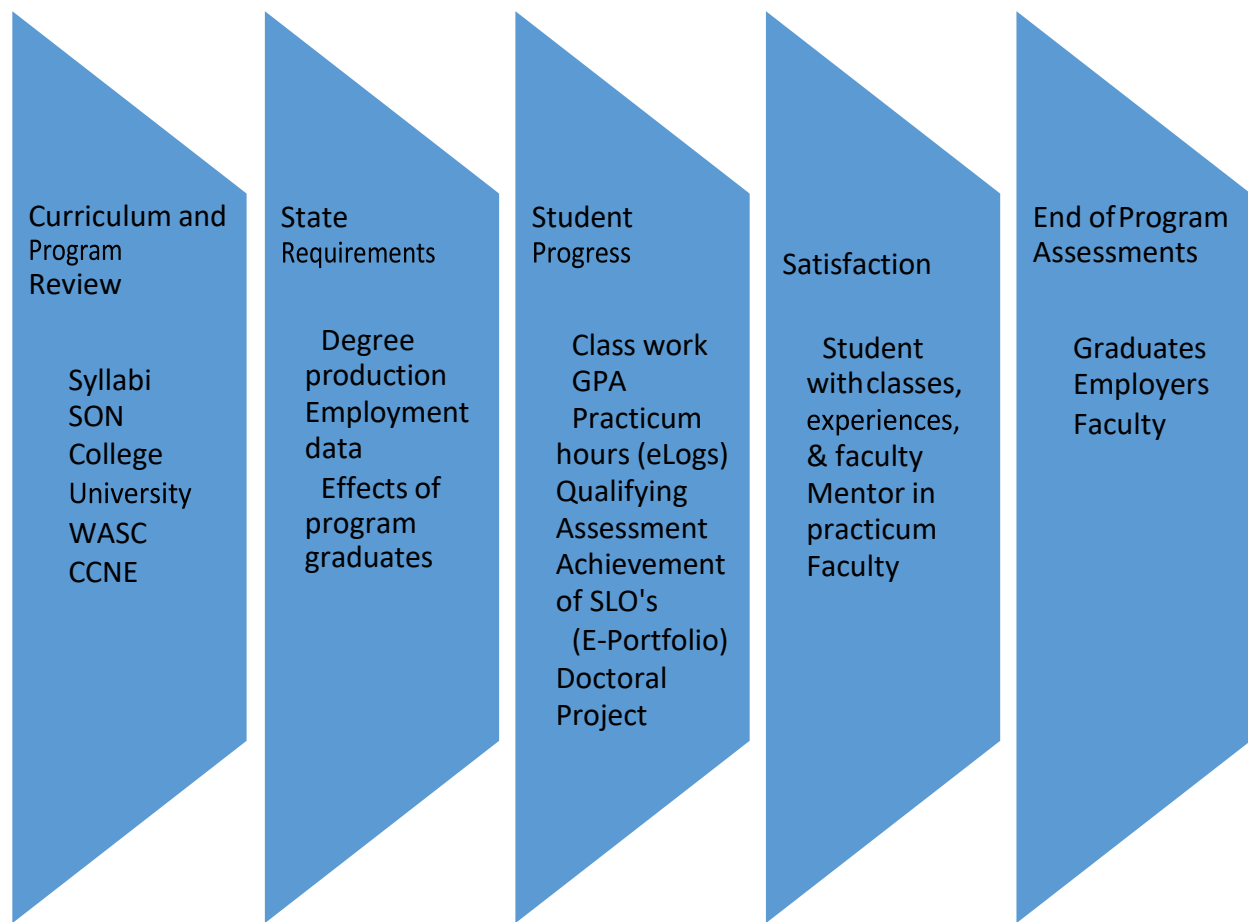 Curriculum and
Program
Review
Syllabi
SON
College
University
WASC
CCNE
State
Requirements
Degree
production
Employment
data
Effects of
program
graduates
Student
Progress
Class work
GPA
Practicum
hours (eLogs)
Qualifying
Assessment
Achievement
of SLO's
(E-Portfolio)
Doctoral
Project
Satisfaction
Student
with classes,
experiences,
& faculty
Mentor in
practicum
Faculty
End of Program
Assessments
Graduates
Employers
Faculty